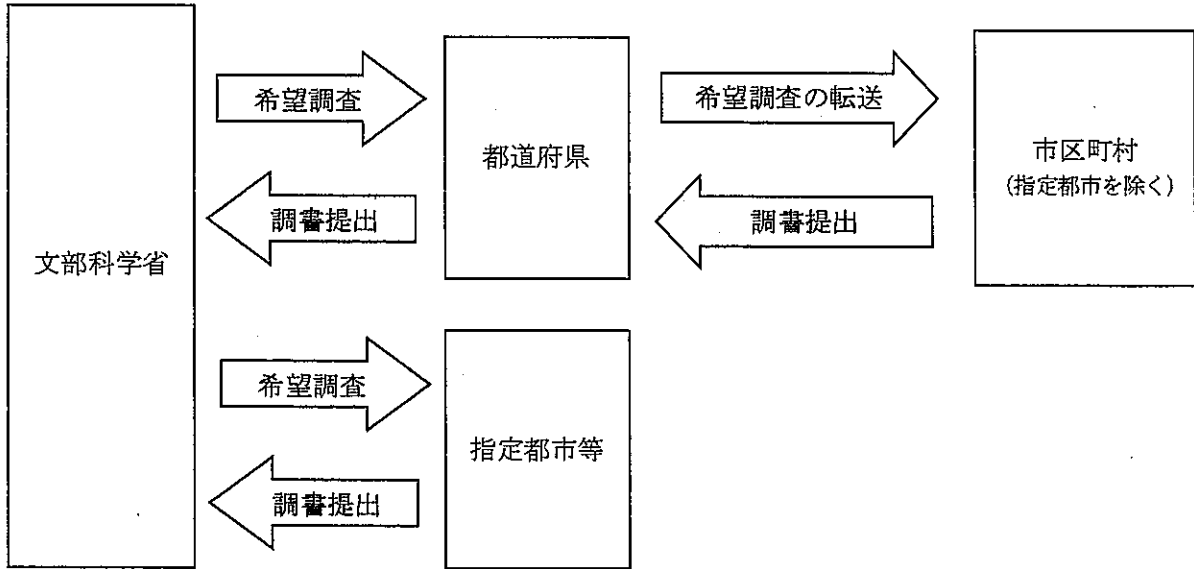 文部科学省
希望調査
調書提出
都道府県
希望調査の転送
調書提出
市区町村
(指定都市を除く)
希望調査
調書提出
指定都市等